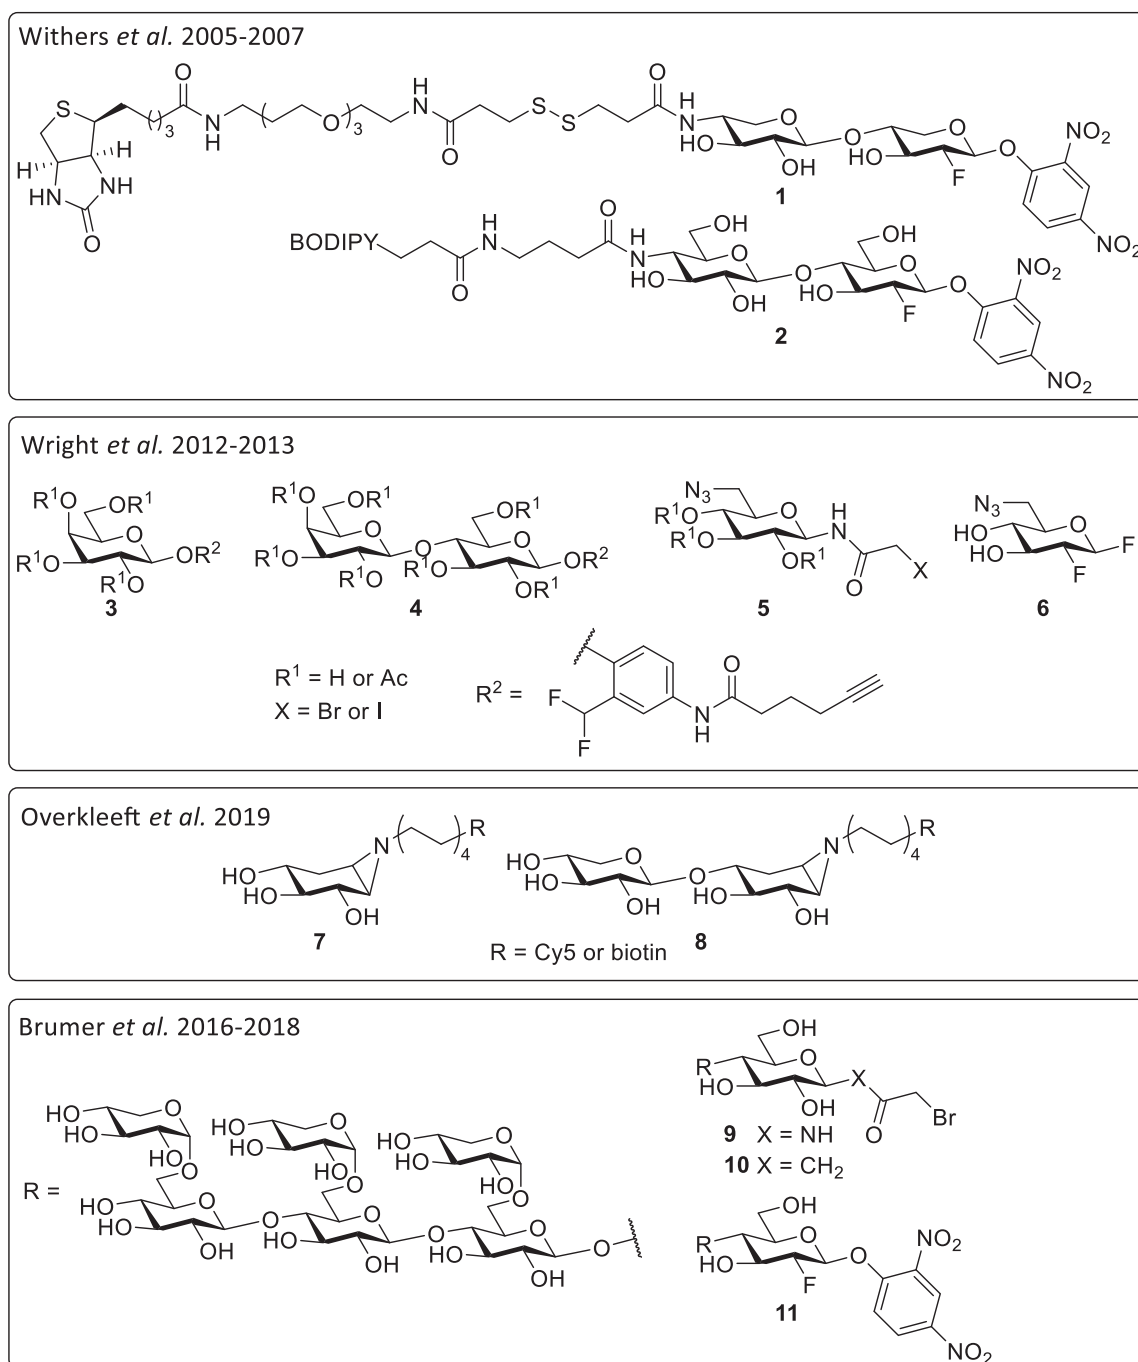 Withers et al. 2005-2007
O
S
( )3
N
H
( O )3
H
N
O
S-S
O
N
H
HO
O
OH
O
HO
O
F
O
NO2
NO2
H
H
HN
NH
O
1
BODIPY
O
H
N
O
N
H
OH
HO
O
OH
O
OH
HO
O
F
O
NO2
NO2
2
Wright et al. 2012-2013
R1O OR1
O
R1O
R1O
OR2
3
R1O OR1
O
R1O
R1O
O
OR1
O
R1O
OR1
OR2
4
N3
R1O
R1O
O
OR1
H
N
O
X
5
N3
HO
HO
O
F
F
6
R1 = H or Ac
X = Br or I
R2 =
F
F
N
H
O
Overkleeft et al. 2019
HO
HO
OH
N
( )4
R
7
HO
HO
O
OH
O
HO
OH
N
( )4
R
8
R = Cy5 or biotin
Brumer et al. 2016-2018
R =
HO
HO
O
HO
O
HO
HO
O
HO
O
HO
HO
O
HO
O
HO
HO
O
OH
O
HO
O
OH
O
HO
O
OH
O
OH
R
HO
O
OH
X
O
Br
9 X = NH
10 X = CH2
OH
R
HO
O
F
O
NO2
NO2
11